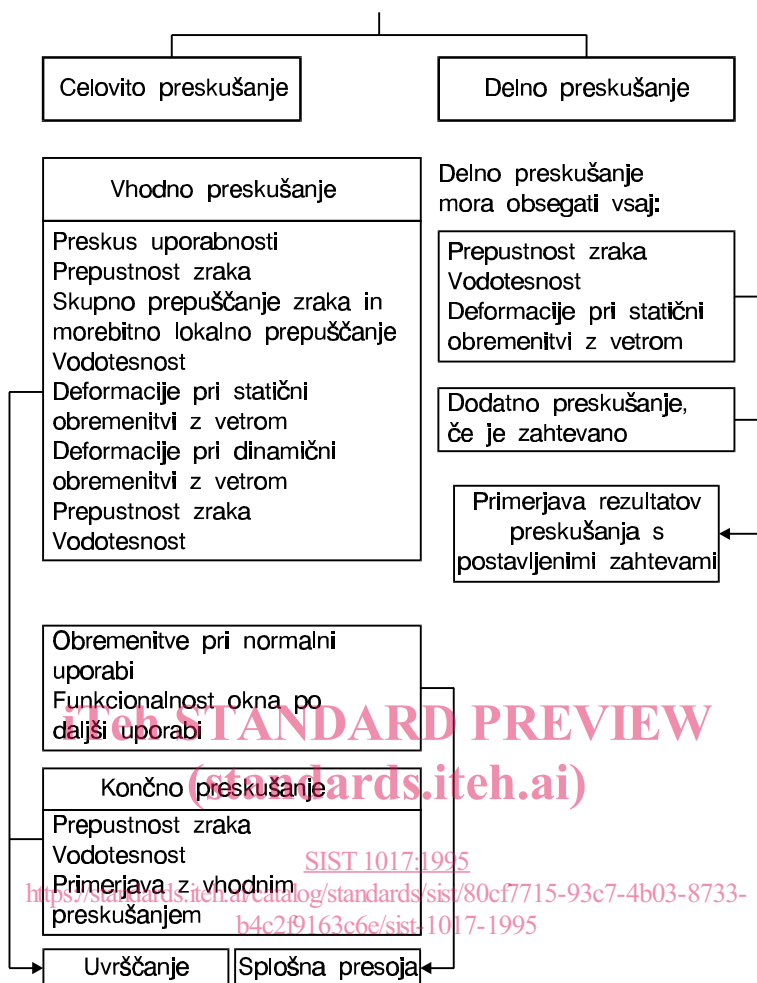 Celovito preskušanje
Delno preskušanje
Vhodno preskušanje
Preskus uporabnosti
Prepustnost zraka
Skupno prepuščanje zraka in
morebitno lokalno prepuščanje
Vodotesnost
Deformacije pri statični
obremenitvi z vetrom
Deformacije pri dinamični
obremenitvi z vetrom
Prepustnost zraka
Vodotesnost
Delno preskušanje
mora obsegati vsaj:
Prepustnost zraka
Vodotesnost
Deformacije pri statični
obremenitvi z vetrom
Dodatno preskušanje,
če je zahtevano
Primerjava rezultatov
preskušanja s
postavljenimi zahtevami
Obremenitve pri normalni
uporabi
Funkcionalnost okna po
daljši uporabi
iTeh STANDARD PREVIEW
(standards.iteh.ai)
Končno preskušanje
Prepustnost zraka
Vodotesnost
Primerjava z vhodnim
preskušanjem
SIST 1017:1995
https://standards.iteh.ai/catalog/standards/sist/80cf7715-93c7-4b03-8733-
b4c2f9163c6e/sist-1017-1995
Uvrščanje
Splošna presoja